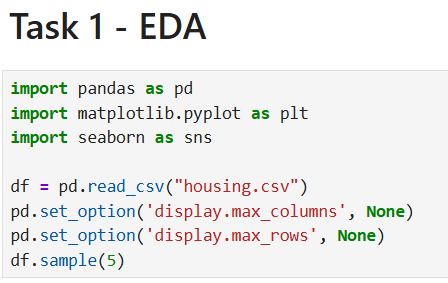 Task 1 - EDA
import pandas as pd
import matplotlib.pyplot as plt
import seaborn as sns
df = pd.read_csv("housing.csv")
pd.set_option('display.max_columns', None)
pd.set_option('display.max_rows', None)
df.sample(5)